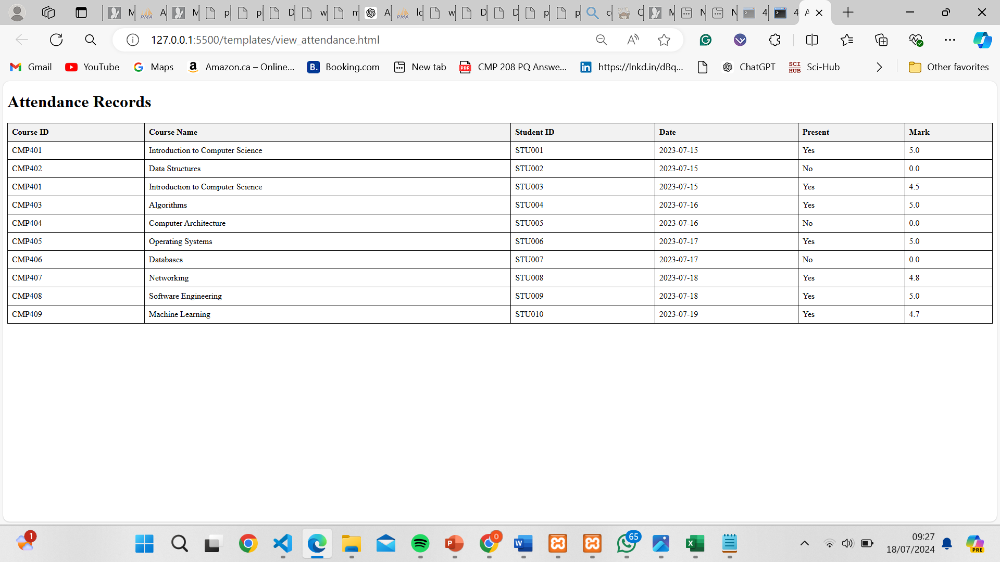 M A M p p D w m A lo w D D p p c C M N N 4 4 A
127.0.0.1:5500/templates/view_attendance.html
Gmail YouTube Maps Amazon.ca – Online... Booking.com New tab CMP 208 PQ Answe... https://lnkd.in/dBq... ChatGPT Sci-Hub Other favorites
Attendance Records
Course ID Course Name Student ID Date Present Mark
CMP401 Introduction to Computer Science STU001 2023-07-15 Yes 5.0
CMP402 Data Structures STU002 2023-07-15 No 0.0
CMP401 Introduction to Computer Science STU003 2023-07-15 Yes 4.5
CMP403 Algorithms STU004 2023-07-16 Yes 5.0
CMP404 Computer Architecture STU005 2023-07-16 No 0.0
CMP405 Operating Systems STU006 2023-07-17 Yes 5.0
CMP406 Databases STU007 2023-07-17 No 0.0
CMP407 Networking STU008 2023-07-18 Yes 4.8
CMP408 Software Engineering STU009 2023-07-18 Yes 5.0
CMP409 Machine Learning STU010 2023-07-19 Yes 4.7
1 0 65 09:27
18/07/2024 PRE